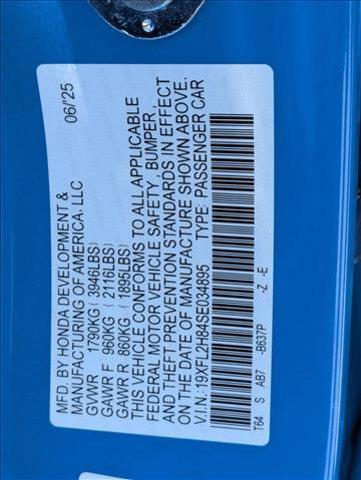 MFD. BY HONDA DEVELOPMENT & 06/'25
MANUFACTURING OF AMERICA, LLC
GVWR 1790KG ( 3946LBS)
GAWR F 960KG ( 2116LBS)
GAWR R 860KG ( 1895LBS)
THIS VEHICLE CONFORMS TO ALL APPLICABLE
FEDERAL MOTOR VEHICLE SAFETY, BUMPER,
AND THEFT PREVENTION STANDARDS IN EFFECT
ON THE DATE OF MANUFACTURE SHOWN ABOVE.
V.I.N.: 19XFL2H84SE034895 TYPE: PASSENGER CAR
T64 S AB7 -B637P -Z -E